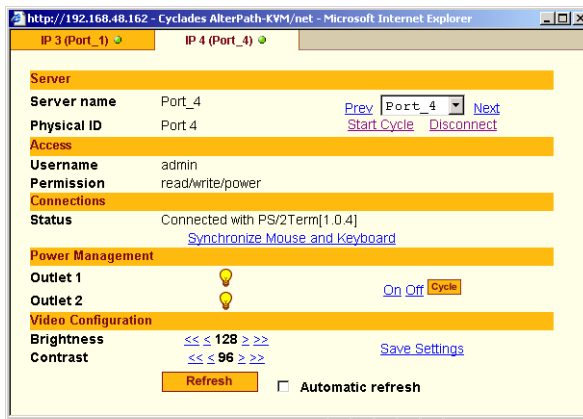 http://192.168.48.162 - Cyclades AlterPath-KVM/net - Microsoft Internet Explorer
IP 3 (Port_1) IP 4 (Port_4)
Server
Server name Port_4 Prev Port_4 Next
Physical ID Port 4 Start Cycle Disconnect
Access
Username admin
Permission read/write/power
Connections
Status Connected with PS/2Term[1.0.4]
Synchronize Mouse and Keyboard
Power Management
Outlet 1
On Off Cycle
Outlet 2
Video Configuration
Brightness << < 128 > >>
Save Settings
Contrast << < 96 > >>
Refresh Automatic refresh